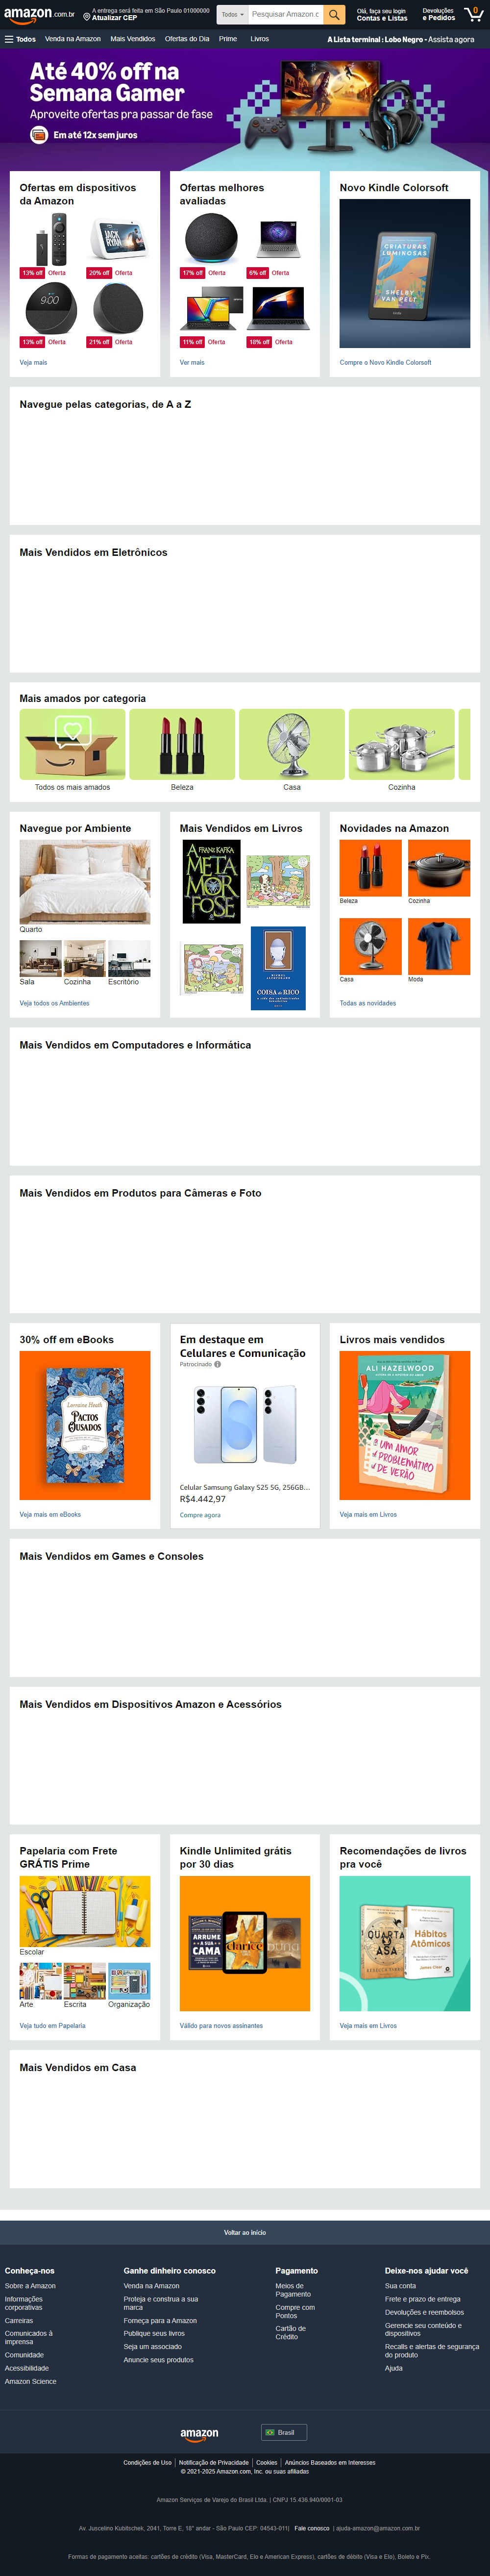 amazon.com.br
A entrega será feita em São Paulo 01000000
Atualizar CEP
Todos
Pesquisar Amazon.c
Olá, faça seu login
Contas e Listas
Devoluções
e Pedidos
0
Todos
Venda na Amazon
Mais Vendidos
Ofertas do Dia
Prime
Livros
A Lista terminal : Lobo Negro - Assista agora
Até 40% off na
Semana Gamer
Aproveite ofertas pra passar de fase
Em até 12x sem juros
Ofertas em dispositivos
da Amazon
JACK
RYAN
13% off Oferta
20% off Oferta
9:00
13% off Oferta
21% off Oferta
Veja mais
Ofertas melhores
avaliadas
17% off Oferta
6% off Oferta
11% off Oferta
18% off Oferta
Ver mais
Novo Kindle Colorsoft
CRIATURAS
LUMINOSAS
SHELBY
VAN PELT
Compre o Novo Kindle Colorsoft
Navegue pelas categorias, de A a Z
Mais Vendidos em Eletrônicos
Mais amados por categoria
Todos os mais amados
Beleza
Casa
Cozinha
Navegue por Ambiente
Quarto
Sala
Cozinha
Escritório
Veja todos os Ambientes
Mais Vendidos em Livros
A FRANZ KAFKA
META
MOR
FOSE
COISA DE RICO
Novidades na Amazon
Beleza
Cozinha
Casa
Moda
Todas as novidades
Mais Vendidos em Computadores e Informática
Mais Vendidos em Produtos para Câmeras e Foto
30% off em eBooks
Lorraine Heath
PACTOS
OUSADOS
Veja mais em eBooks
Em destaque em
Celulares e Comunicação
Patrocinado
Celular Samsung Galaxy S25 5G, 256GB...
R$4.442,97
Compre agora
Livros mais vendidos
ALI HAZELWOOD
UM AMOR
PROBLEMÁTICO
DE VERÃO
Veja mais em Livros
Mais Vendidos em Games e Consoles
Mais Vendidos em Dispositivos Amazon e Acessórios
Papelaria com Frete
GRÁTIS Prime
Escolar
Arte
Escrita
Organização
Veja tudo em Papelaria
Kindle Unlimited grátis
por 30 dias
ARRUME
A SUA
CAMA
clarice
Válido para novos assinantes
Recomendações de livros
pra você
QUARTA
ASA
Hábitos
Atômicos
James Clear
Veja mais em Livros
Mais Vendidos em Casa
Voltar ao início
Conheça-nos
Sobre a Amazon
Informações
corporativas
Carreiras
Comunicados à
imprensa
Comunidade
Acessibilidade
Amazon Science
Ganhe dinheiro conosco
Venda na Amazon
Proteja e construa a sua
marca
Forneça para a Amazon
Publique seus livros
Seja um associado
Anuncie seus produtos
Pagamento
Meios de
Pagamento
Compre com
Pontos
Cartão de
Crédito
Deixe-nos ajudar você
Sua conta
Frete e prazo de entrega
Devoluções e reembolsos
Gerencie seu conteúdo e
dispositivos
Recalls e alertas de segurança
do produto
Ajuda
amazon
Brasil
Condições de Uso
Notificação de Privacidade
Cookies
Anúncios Baseados em Interesses
© 2021-2025 Amazon.com, Inc. ou suas afiliadas
Amazon Serviços de Varejo do Brasil Ltda. | CNPJ 15.436.940/0001-03
Av. Juscelino Kubitschek, 2041, Torre E, 18° andar - São Paulo CEP: 04543-011| Fale conosco | ajuda-amazon@amazon.com.br
Formas de pagamento aceitas: cartões de crédito (Visa, MasterCard, Elo e American Express), cartões de débito (Visa e Elo), Boleto e Pix.